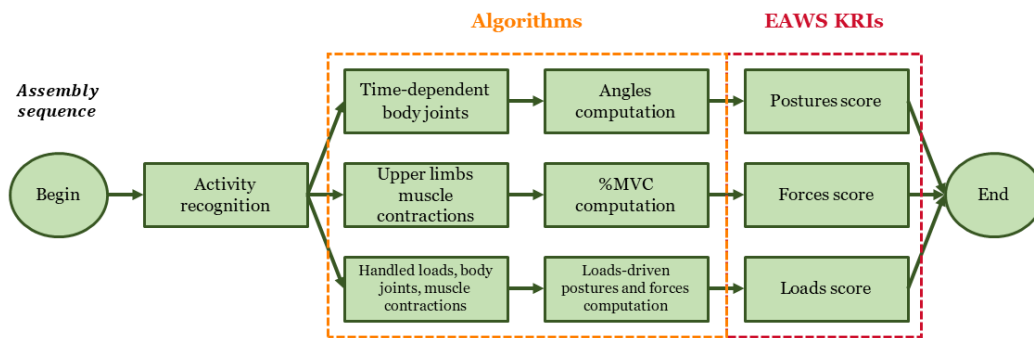 Algorithms
EAWS KRIs
Assembly
sequence
Time-dependent
body joints
Angles
computation
Postures score
Begin
Activity
recognition
Upper limbs
muscle
contractions
%MVC
computation
Forces score
End
Handled loads, body
joints, muscle
contractions
Loads-driven
postures and forces
computation
Loads score